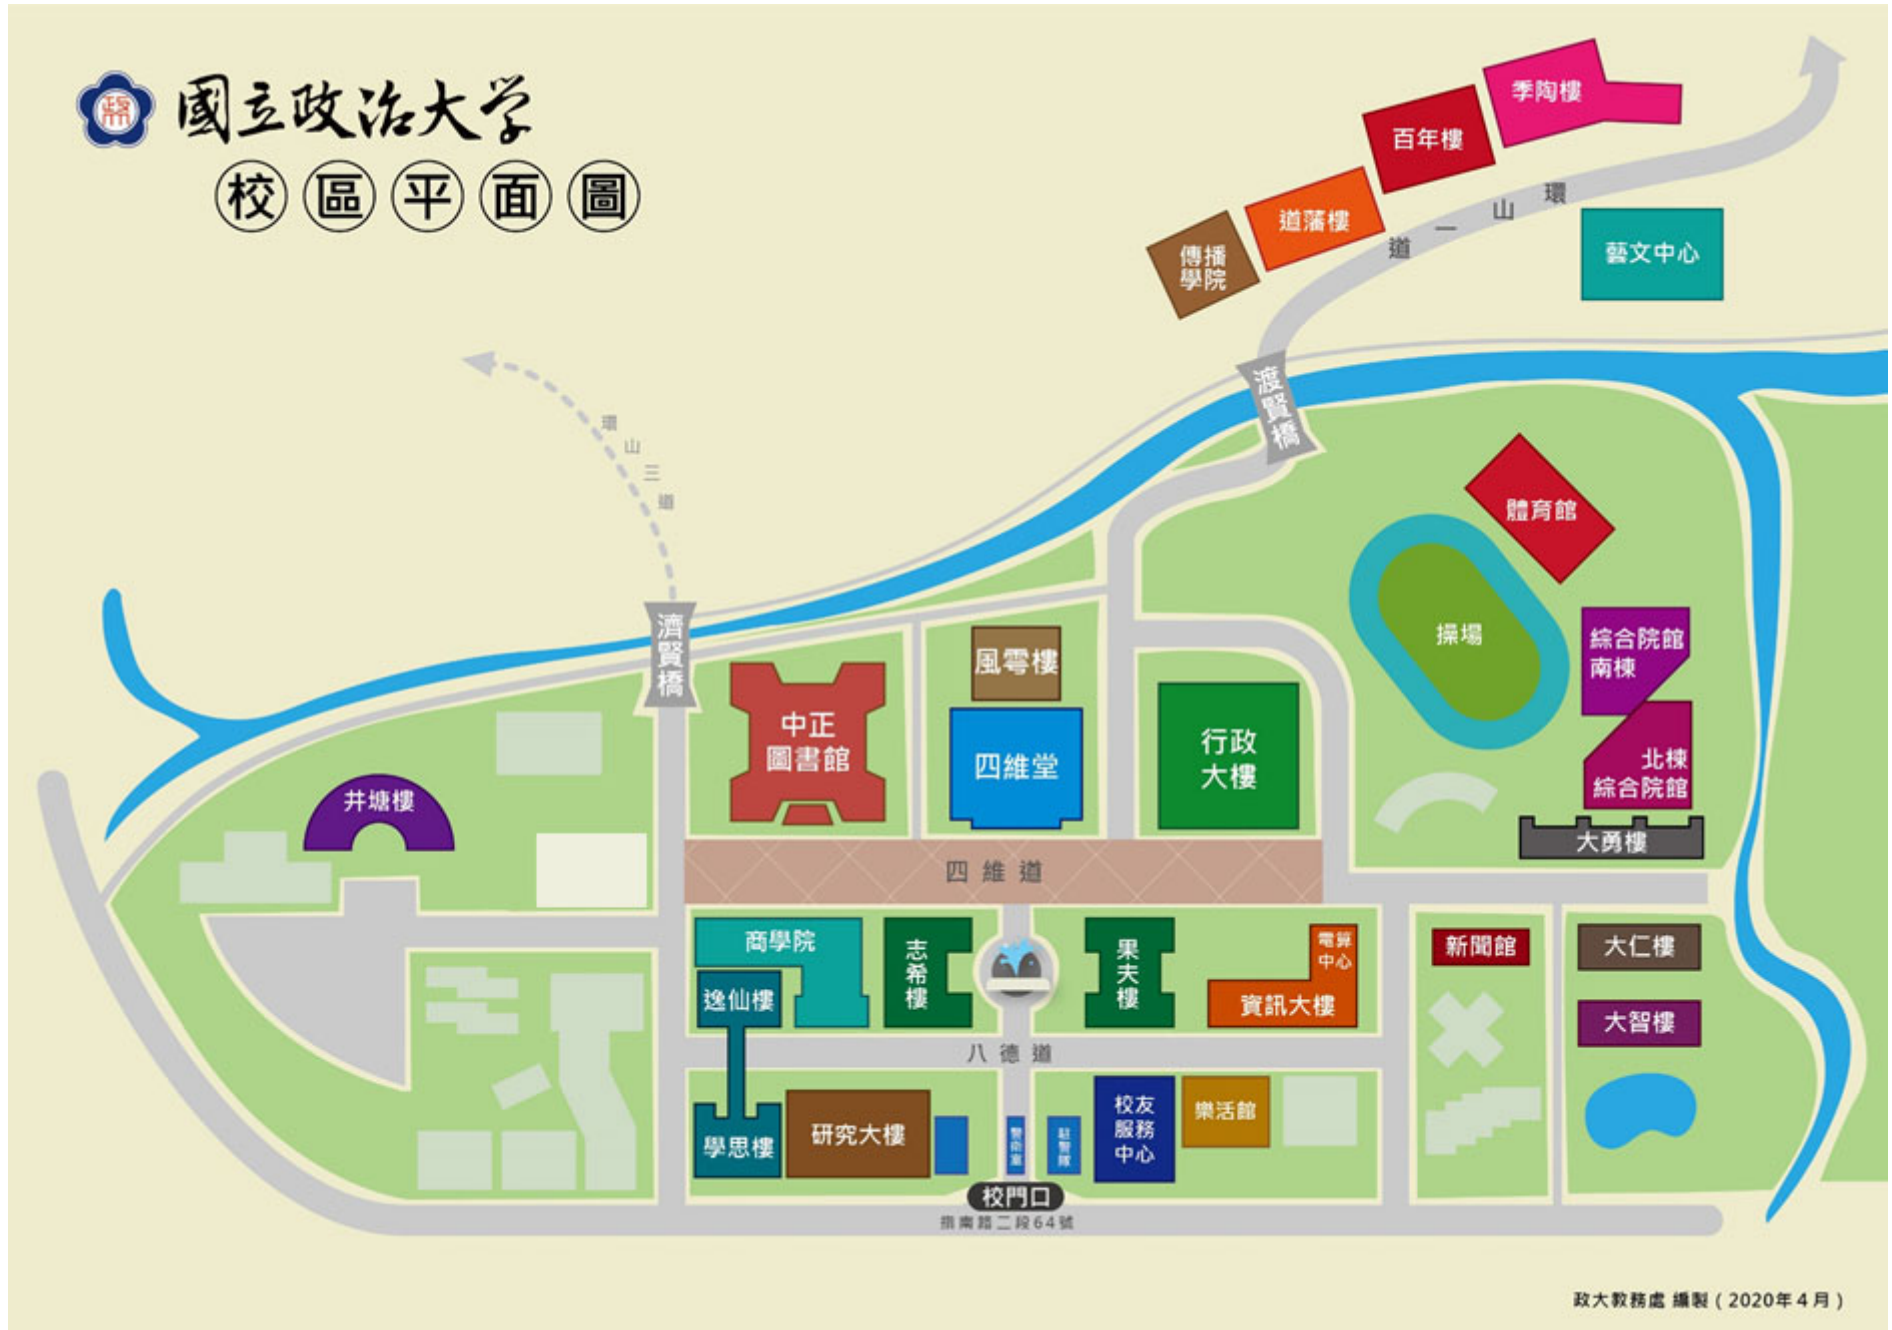 國立政治大学
校區平面圖
季陶樓
百年樓
道藩樓
傳播
學院
環山一道
藝文中心
渡賢橋
環山三道
體育館
濟賢橋
操場
綜合院館
南棟
風雩樓
中正
圖書館
四維堂
行政
大樓
北棟
綜合院館
井塘樓
大勇樓
四維道
商學院
志希樓
果夫樓
電算
中心
新聞館
大仁樓
逸仙樓
資訊大樓
大智樓
八德道
校友
服務
中心
樂活館
研究大樓
學思樓
警衛室
駐警隊
校門口
指南路二段64號
政大教務處 編製(2020年4月)